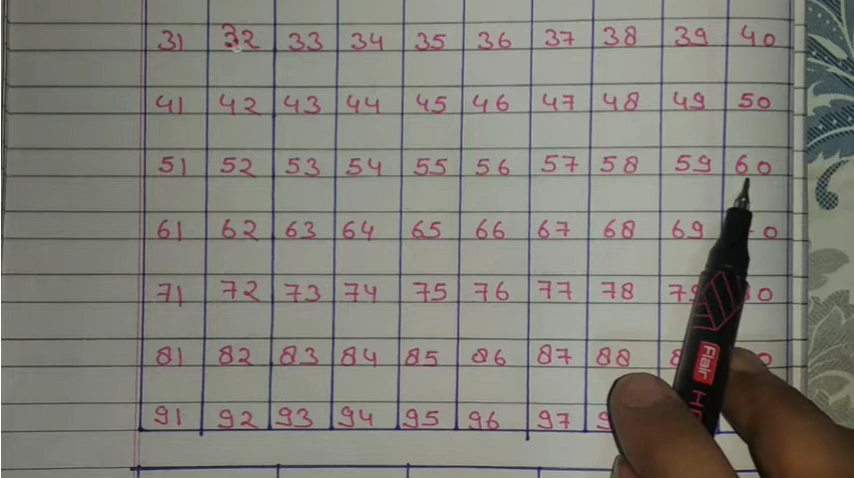 31 32 33 34 35 36 37 38 39 40
41 42 43 44 45 46 47 48 49 50
51 52 53 54 55 56 57 58 59 60
61 62 63 64 65 66 67 68 69
71 72 73 74 75 76 77 78 79
81 82 83 84 85 86 87 88
91 92 93 94 95 96 97
Flair